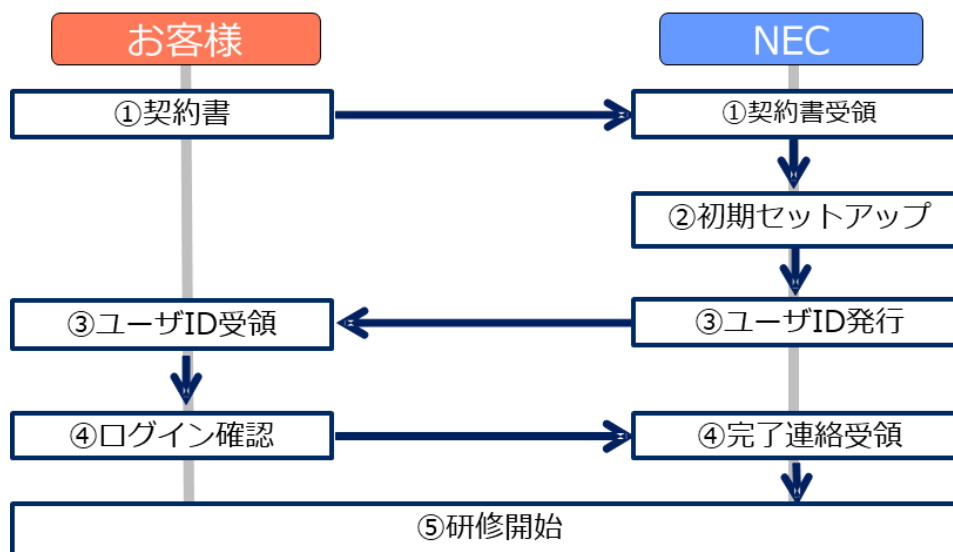 お客様
NEC
①契約書
①契約書受領
②初期セットアップ
③ユーザID受領
③ユーザID発行
④ログイン確認
④完了連絡受領
⑤研修開始